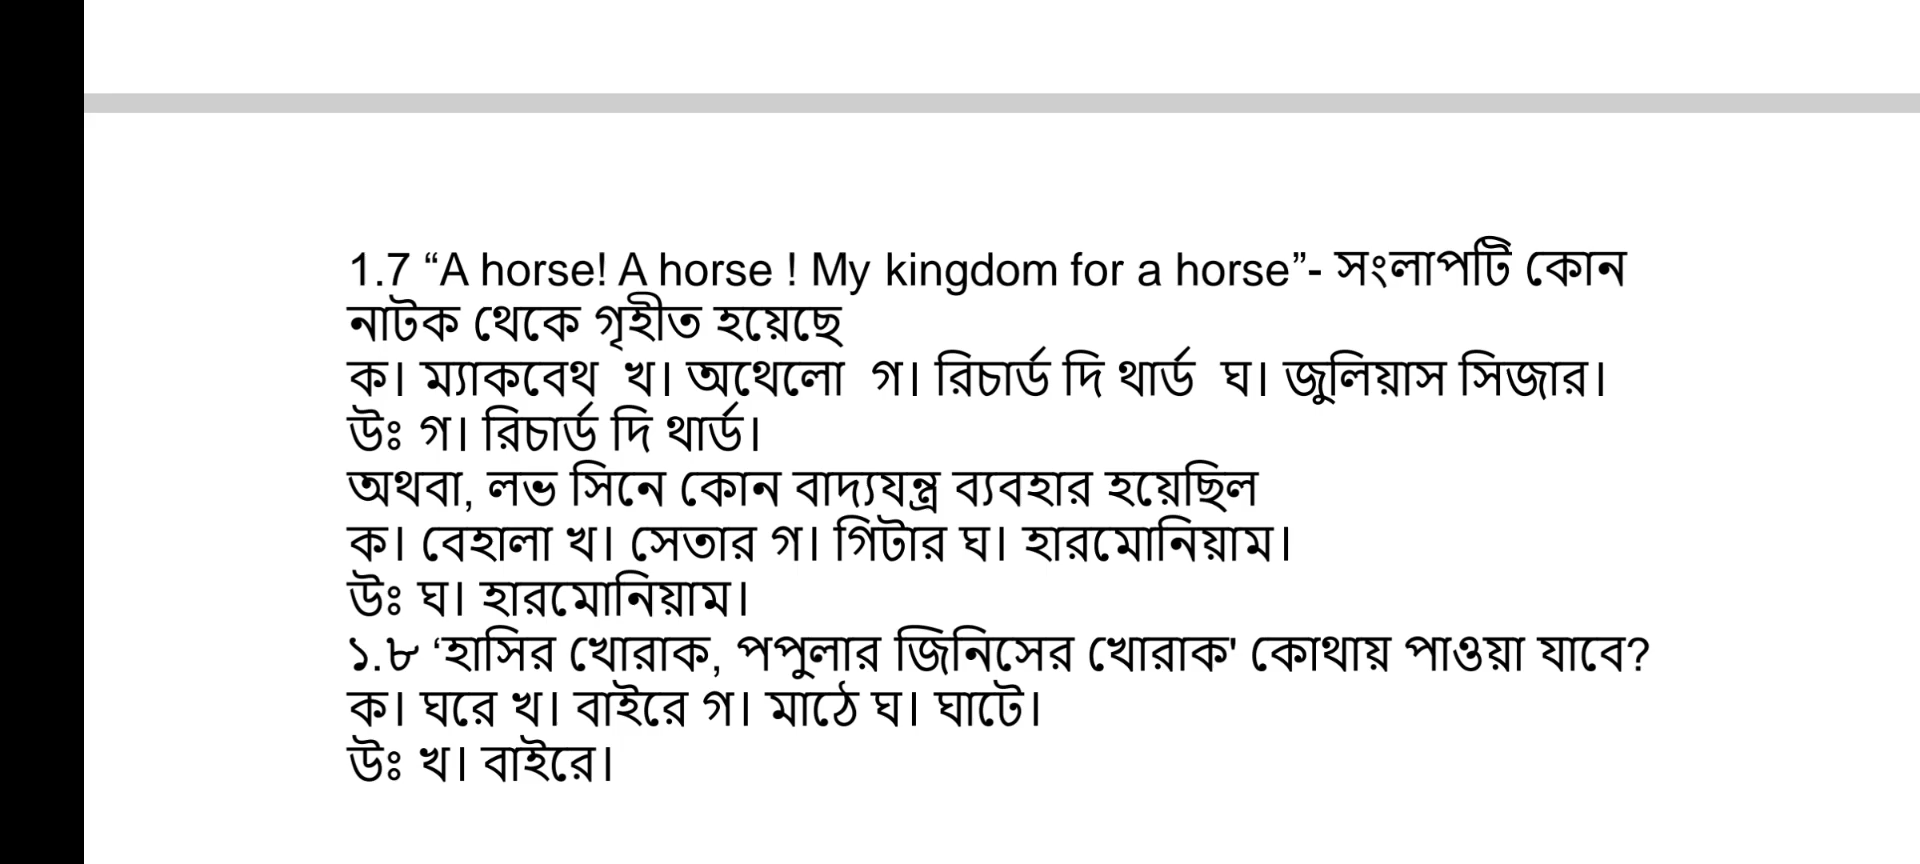 1.7 “A horse! A horse ! My kingdom for a horse”- সংলাপটি কোন
নাটক থেকে গৃহীত হয়েছে
ক। ম্যাকবেথ খ। অথেলো গ। রিচার্ড দি থার্ড ঘ। জুলিয়াস সিজার।
উঃ গ। রিচার্ড দি থার্ড।
অথবা, লভ সিনে কোন বাদ্যযন্ত্র ব্যবহার হয়েছিল
ক। বেহালা খ। সেতার গ। গিটার ঘ। হারমোনিয়াম।
উঃ ঘ। হারমোনিয়াম।
১.৮ ‘হাসির খোরাক, পপুলার জিনিসের খোরাক' কোথায় পাওয়া যাবে?
ক। ঘরে খ। বাইরে গ। মাঠে ঘ। ঘাটে।
উঃ খ। বাইরে।